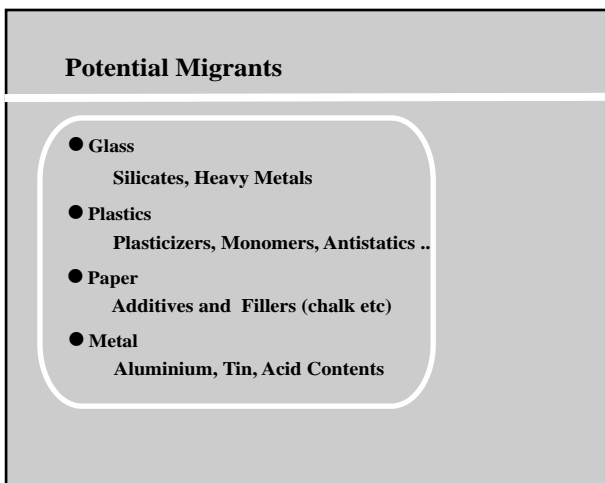 Potential Migrants
● Glass
Silicates, Heavy Metals
● Plastics
Plasticizers, Monomers, Antistatics ..
● Paper
Additives and Fillers (chalk etc)
● Metal
Aluminium, Tin, Acid Contents